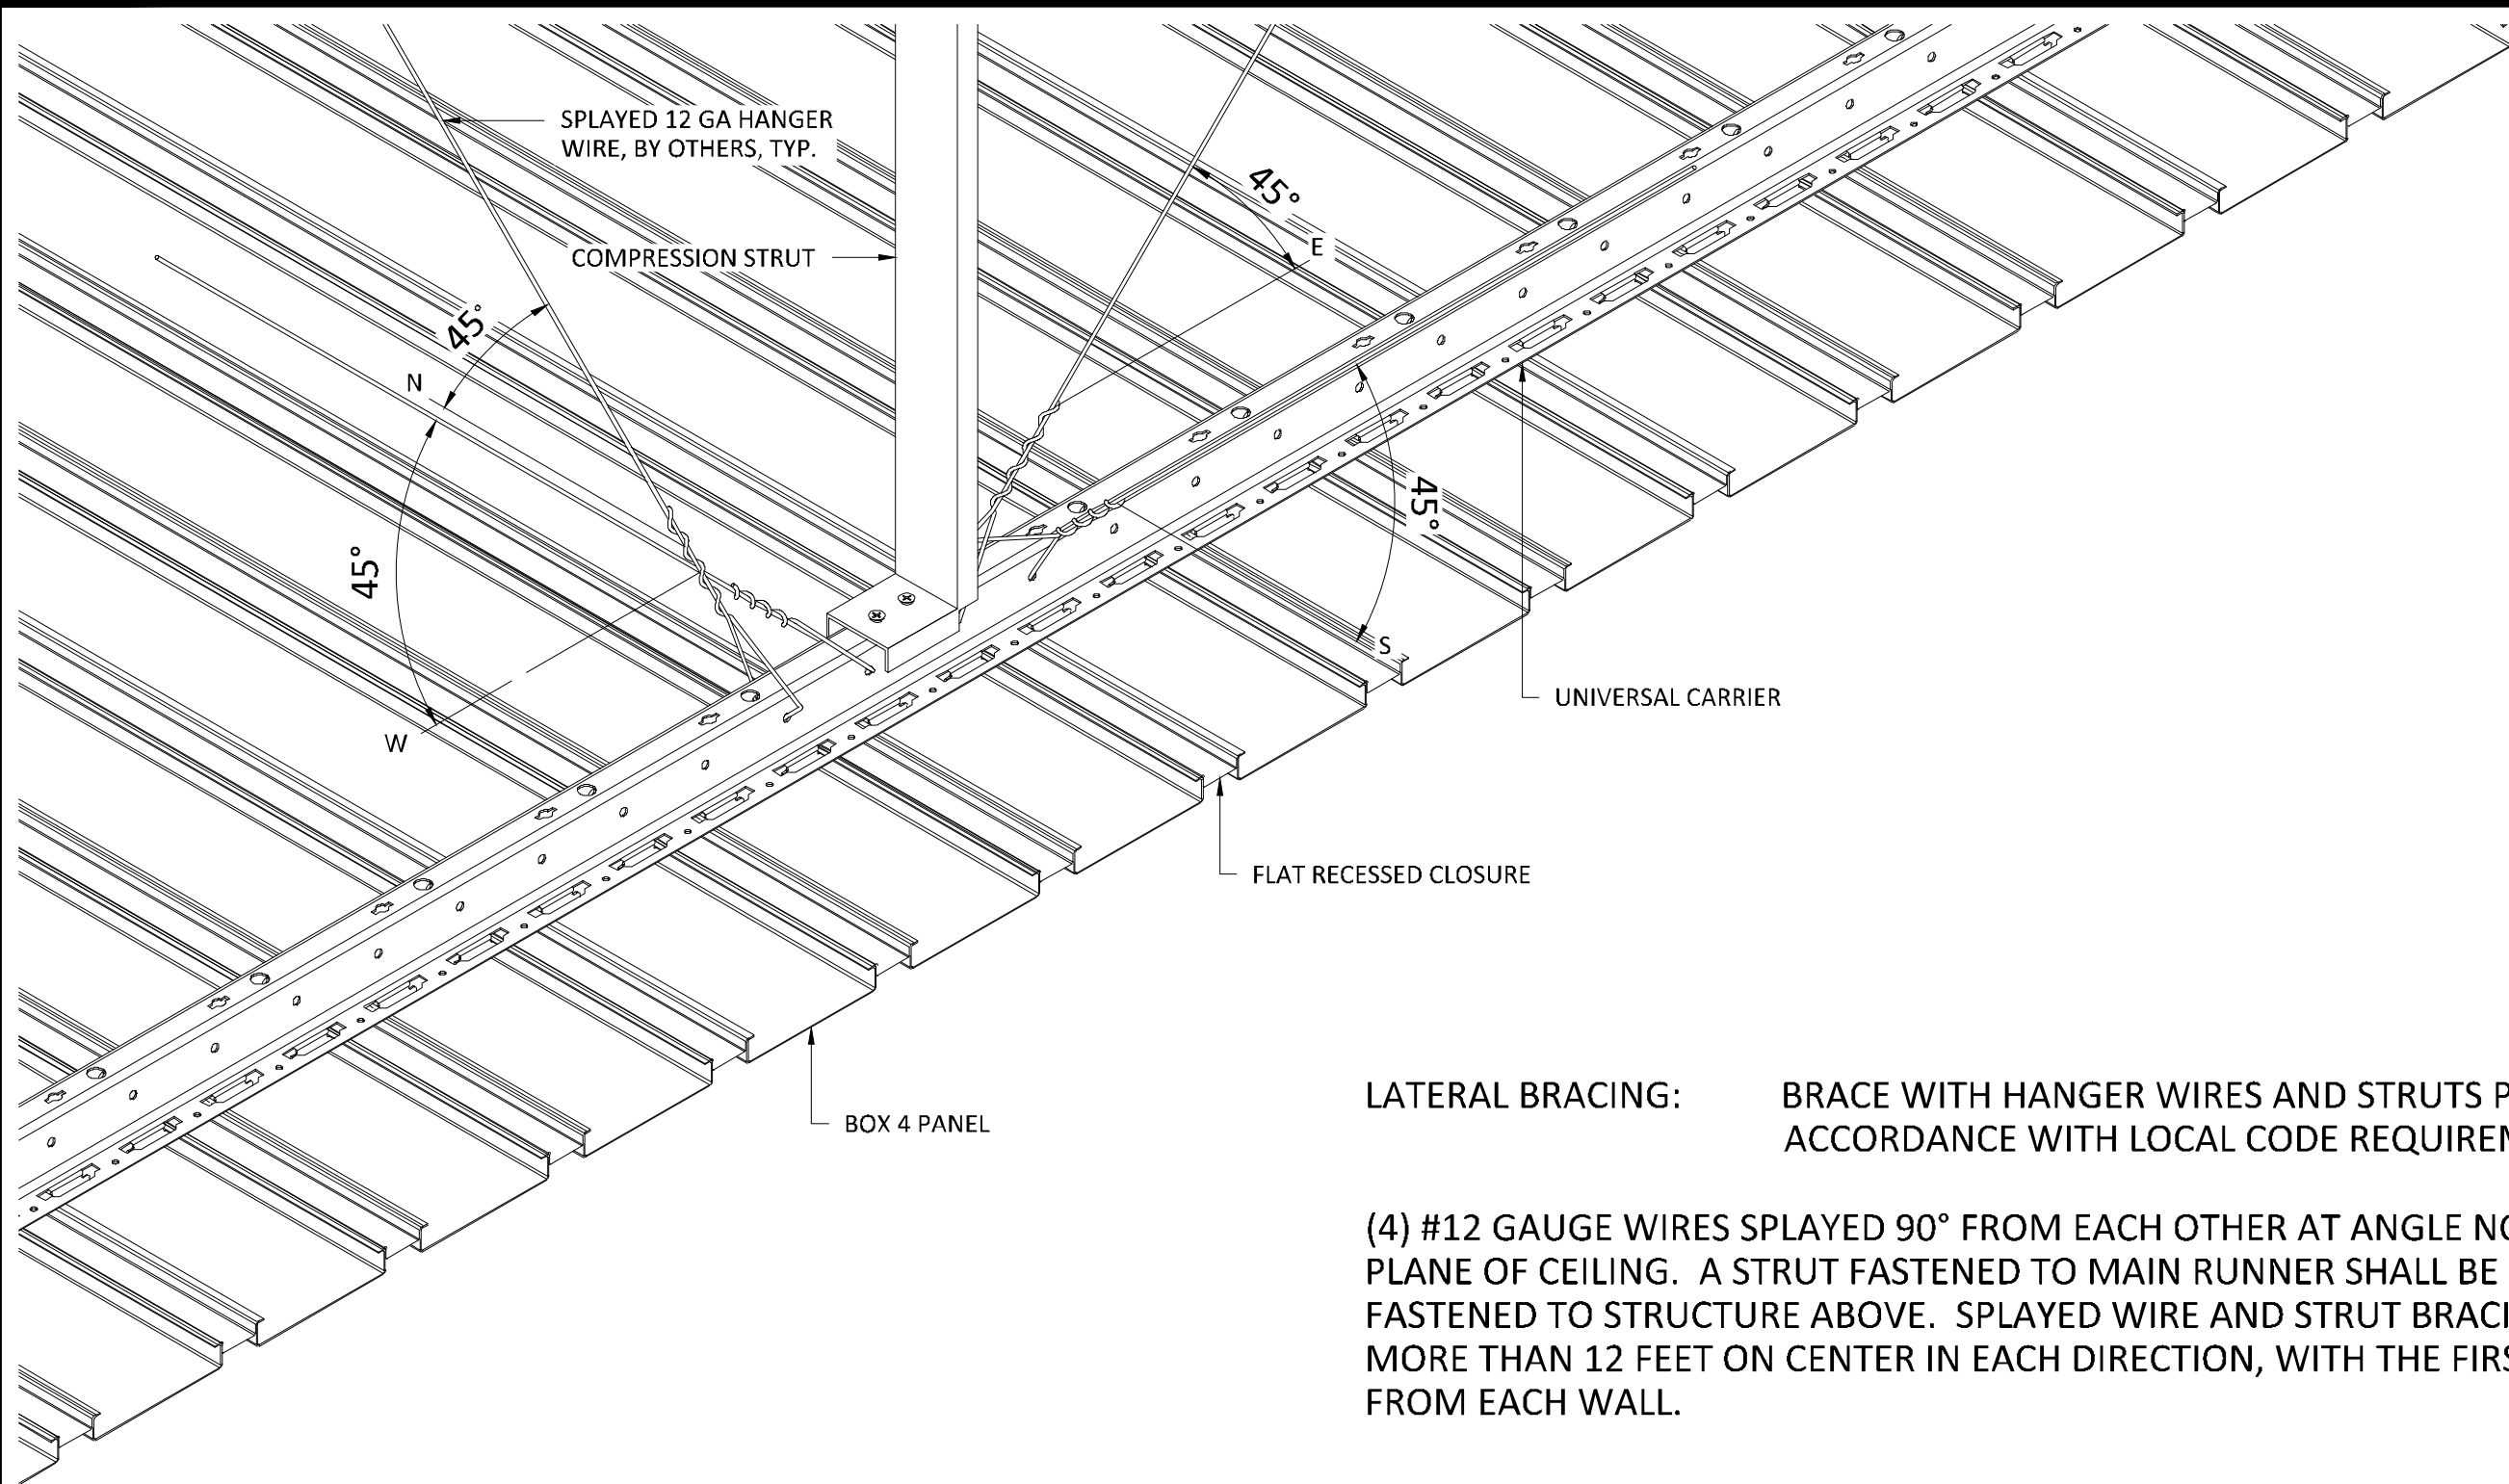 SPLAYED 12 GA HANGER
WIRE, BY OTHERS, TYP.
45°
E
COMPRESSION STRUT
45°
N
45°
45°
S
W
UNIVERSAL CARRIER
FLAT RECESSED CLOSURE
BOX 4 PANEL
LATERAL BRACING: BRACE WITH HANGER WIRES AND STRUTS
ACCORDANCE WITH LOCAL CODE
(4) #12 GAUGE WIRES SPLAYED 90° FROM EACH OTHER AT ANGLE
PLANE OF CEILING. A STRUT FASTENED TO MAIN RUNNER SHALL BE
FASTENED TO STRUCTURE ABOVE. SPLAYED WIRE AND STRUT
MORE THAN 12 FEET ON CENTER IN EACH DIRECTION, WITH THE
FROM EACH WALL.